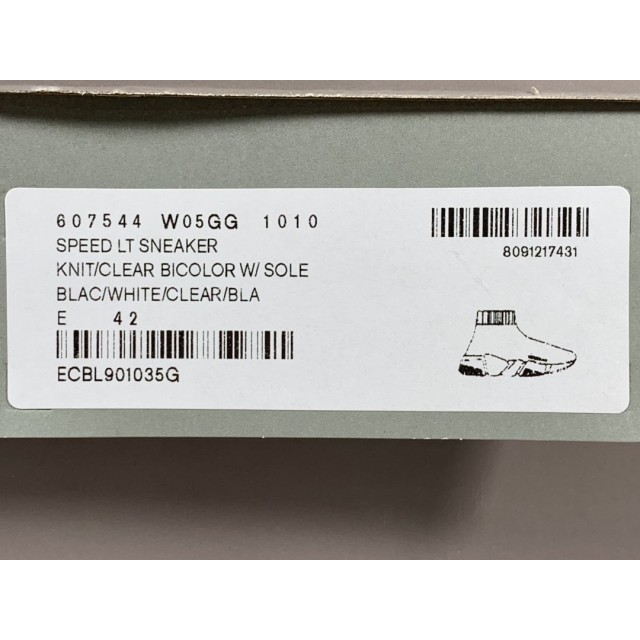 607544 W05GG 1010
SPEED LT SNEAKER
KNIT/CLEAR BICOLOR W/ SOLE
BLAC/WHITE/CLEAR/BLA
E 42
ECBL901035G
8091217431